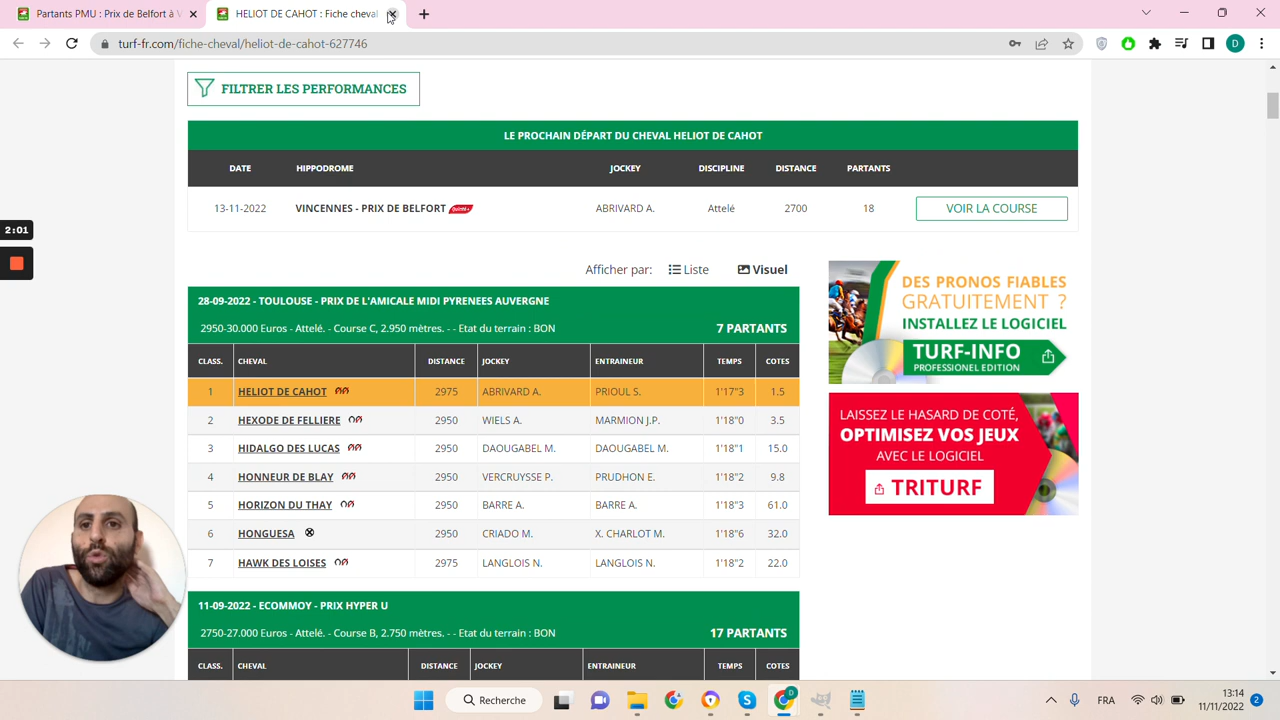 Partants PMU : Prix de Belfort à V
HELIOT DE CAHOT : Fiche cheval
turf-fr.com/fiche-cheval/heliot-de-cahot-627746
D
FILTRER LES PERFORMANCES
LE PROCHAIN DÉPART DU CHEVAL HELIOT DE CAHOT
DATE HIPPODROME JOCKEY DISCIPLINE DISTANCE PARTANTS
13-11-2022 VINCENNES - PRIX DE BELFORT Quinté+ ABRIVARD A. Attelé 2700 18 VOIR LA COURSE
2:01
Afficher par: Liste Visuel
28-09-2022 - TOULOUSE - PRIX DE L'AMICALE MIDI PYRENEES AUVERGNE
2950-30.000 Euros - Attelé. - Course C, 2.950 mètres. - - Etat du terrain : BON 7 PARTANTS
CLASS. CHEVAL DISTANCE JOCKEY ENTRAINEUR TEMPS COTES
1 HELIOT DE CAHOT 2975 ABRIVARD A. PRIOUL S. 1'17"3 1.5
2 HEXODE DE FELLIERE 2950 WIELS A. MARMION J.P. 1'18"0 3.5
3 HIDALGO DES LUCAS 2950 DAOUGABEL M. DAOUGABEL M. 1'18"1 15.0
4 HONNEUR DE BLAY 2950 VERCRUYSSE P. PRUDHON E. 1'18"2 9.8
5 HORIZON DU THAY 2950 BARRE A. BARRE A. 1'18"3 61.0
6 HONGUESA 2950 CRIADO M. X. CHARLOT M. 1'18"6 32.0
7 HAWK DES LOISES 2975 LANGLOIS N. LANGLOIS N. 1'18"2 22.0
11-09-2022 - ECOMMOY - PRIX HYPER U
2750-27.000 Euros - Attelé. - Course B, 2.750 mètres. - Etat du terrain : BON 17 PARTANTS
CLASS. CHEVAL DISTANCE JOCKEY ENTRAINEUR TEMPS COTES
DES PRONOS FIABLES
GRATUITEMENT ?
INSTALLEZ LE LOGICIEL
TURF-INFO
PROFESSIONEL EDITION
LAISSEZ LE HASARD DE COTÉ,
OPTIMISEZ VOS JEUX
AVEC LE LOGICIEL
TRITURF
Recherche
D
FRA
13:14
11/11/2022
2